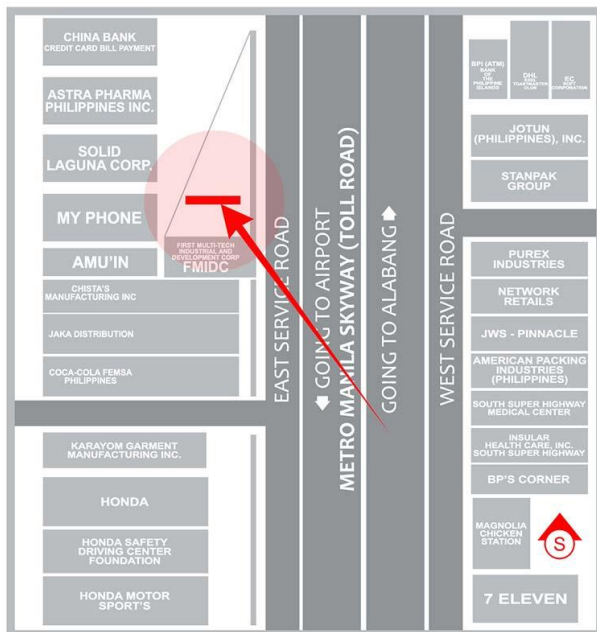 CHINA BANK
CREDIT CARD BILL PAYMENT
ASTRA PHARMA
PHILIPPINES INC.
SOLID
LAGUNA CORP.
MY PHONE
AMU'IN
FIRST MULTI-TECH
INDUSTRIAL AND
DEVELOPMENT CORP
FMIDC
CHISTA'S
MANUFACTURING INC
JAKA DISTRIBUTION
COCA-COLA FEMSA
PHILIPPINES
KARAYOM GARMENT
MANUFACTURING INC.
HONDA
HONDA SAFETY
DRIVING CENTER
FOUNDATION
HONDA MOTOR
SPORT'S
EAST SERVICE ROAD
GOING TO AIRPORT
METRO MANILA SKYWAY (TOLL ROAD)
GOING TO ALABANG
WEST SERVICE ROAD
BPI (ATM)
BANK
OF THE
PHILIPPINE
ISLANDS
DHL
TOASTMASTER
CLUB
EC
CORPORATION
JOTUN
(PHILIPPINES), INC.
STANPAK
GROUP
PUREX
INDUSTRIES
NETWORK
RETAILS
JWS - PINNACLE
AMERICAN PACKING
INDUSTRIES
(PHILIPPINES)
SOUTH SUPER HIGHWAY
MEDICAL CENTER
INSULAR
HEALTH CARE, INC.
SOUTH SUPER HIGHWAY
BP'S CORNER
MAGNOLIA
CHICKEN
STATION
S
7 ELEVEN